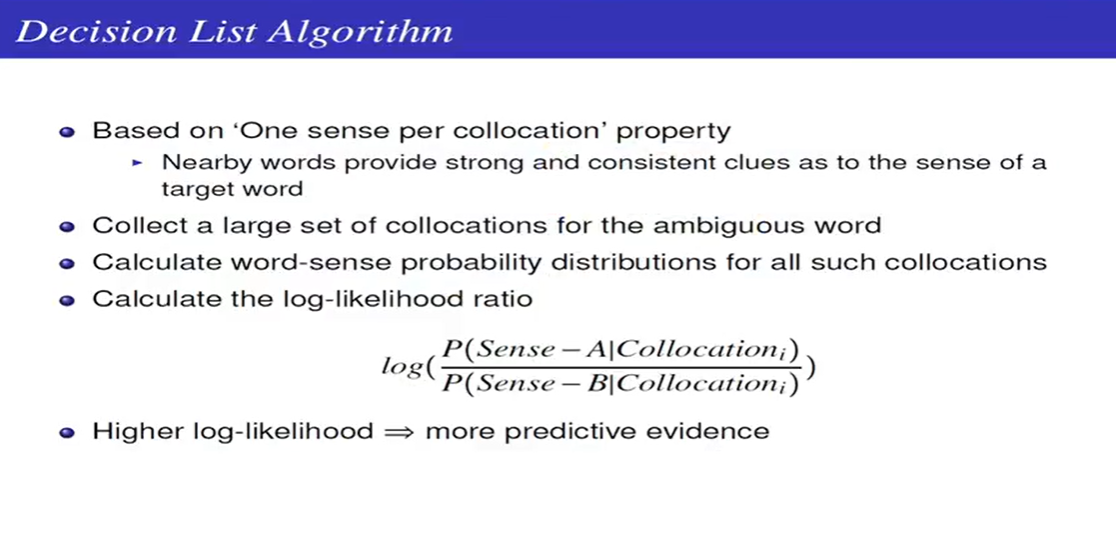 Decision List Algorithm
Based on ‘One sense per collocation’ property
Nearby words provide strong and consistent clues as to the sense of a
target word
Collect a large set of collocations for the ambiguous word
Calculate word-sense probability distributions for all such collocations
Calculate the log-likelihood ratio
log(P(Sense − A|Collocationᵢ)
P(Sense − B|Collocationᵢ))
Higher log-likelihood ⟹ more predictive evidence